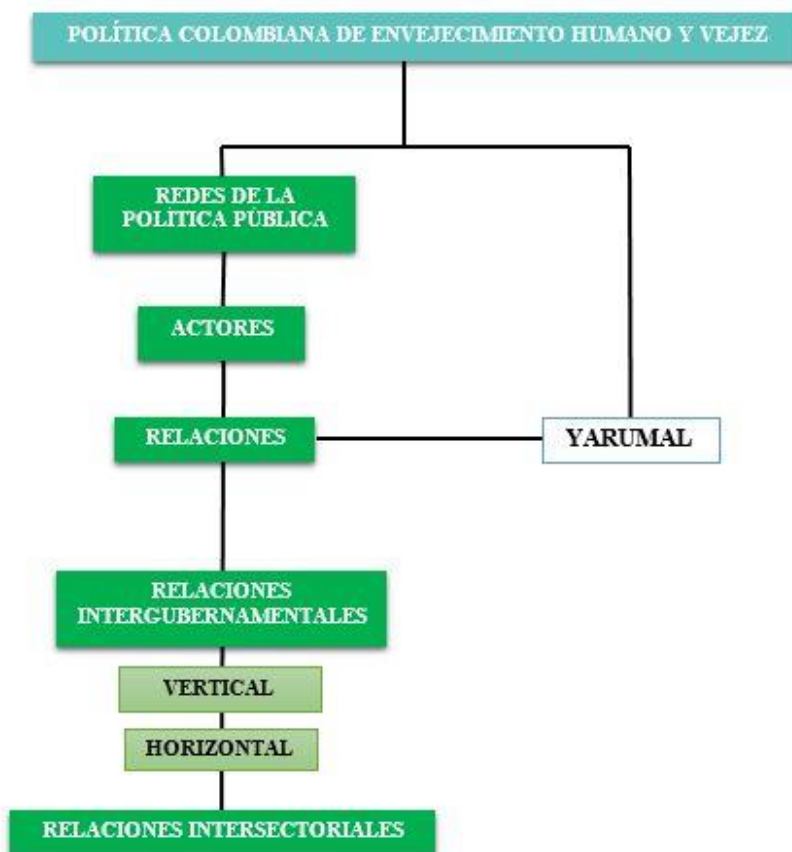 POLÍTICA COLOMBIANA DE ENVEJECIMIENTO HUMANO Y VEJEZ
REDES DE LA
POLÍTICA PÚBLICA
ACTORES
RELACIONES
YARUMAL
RELACIONES
INTERGUBERNAMENTALES
VERTICAL
HORIZONTAL
RELACIONES INTERSECTORIALES